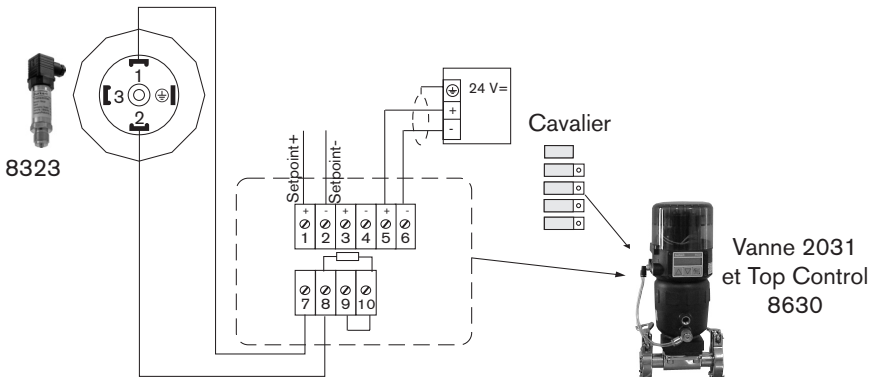 8323
1
3
2
24 V=
+
-
Cavalier
Setpoint+
Setpoint-
+ - + - + -
1 2 3 4 5 6
7 8 9 10
Vanne 2031
et Top Control
8630